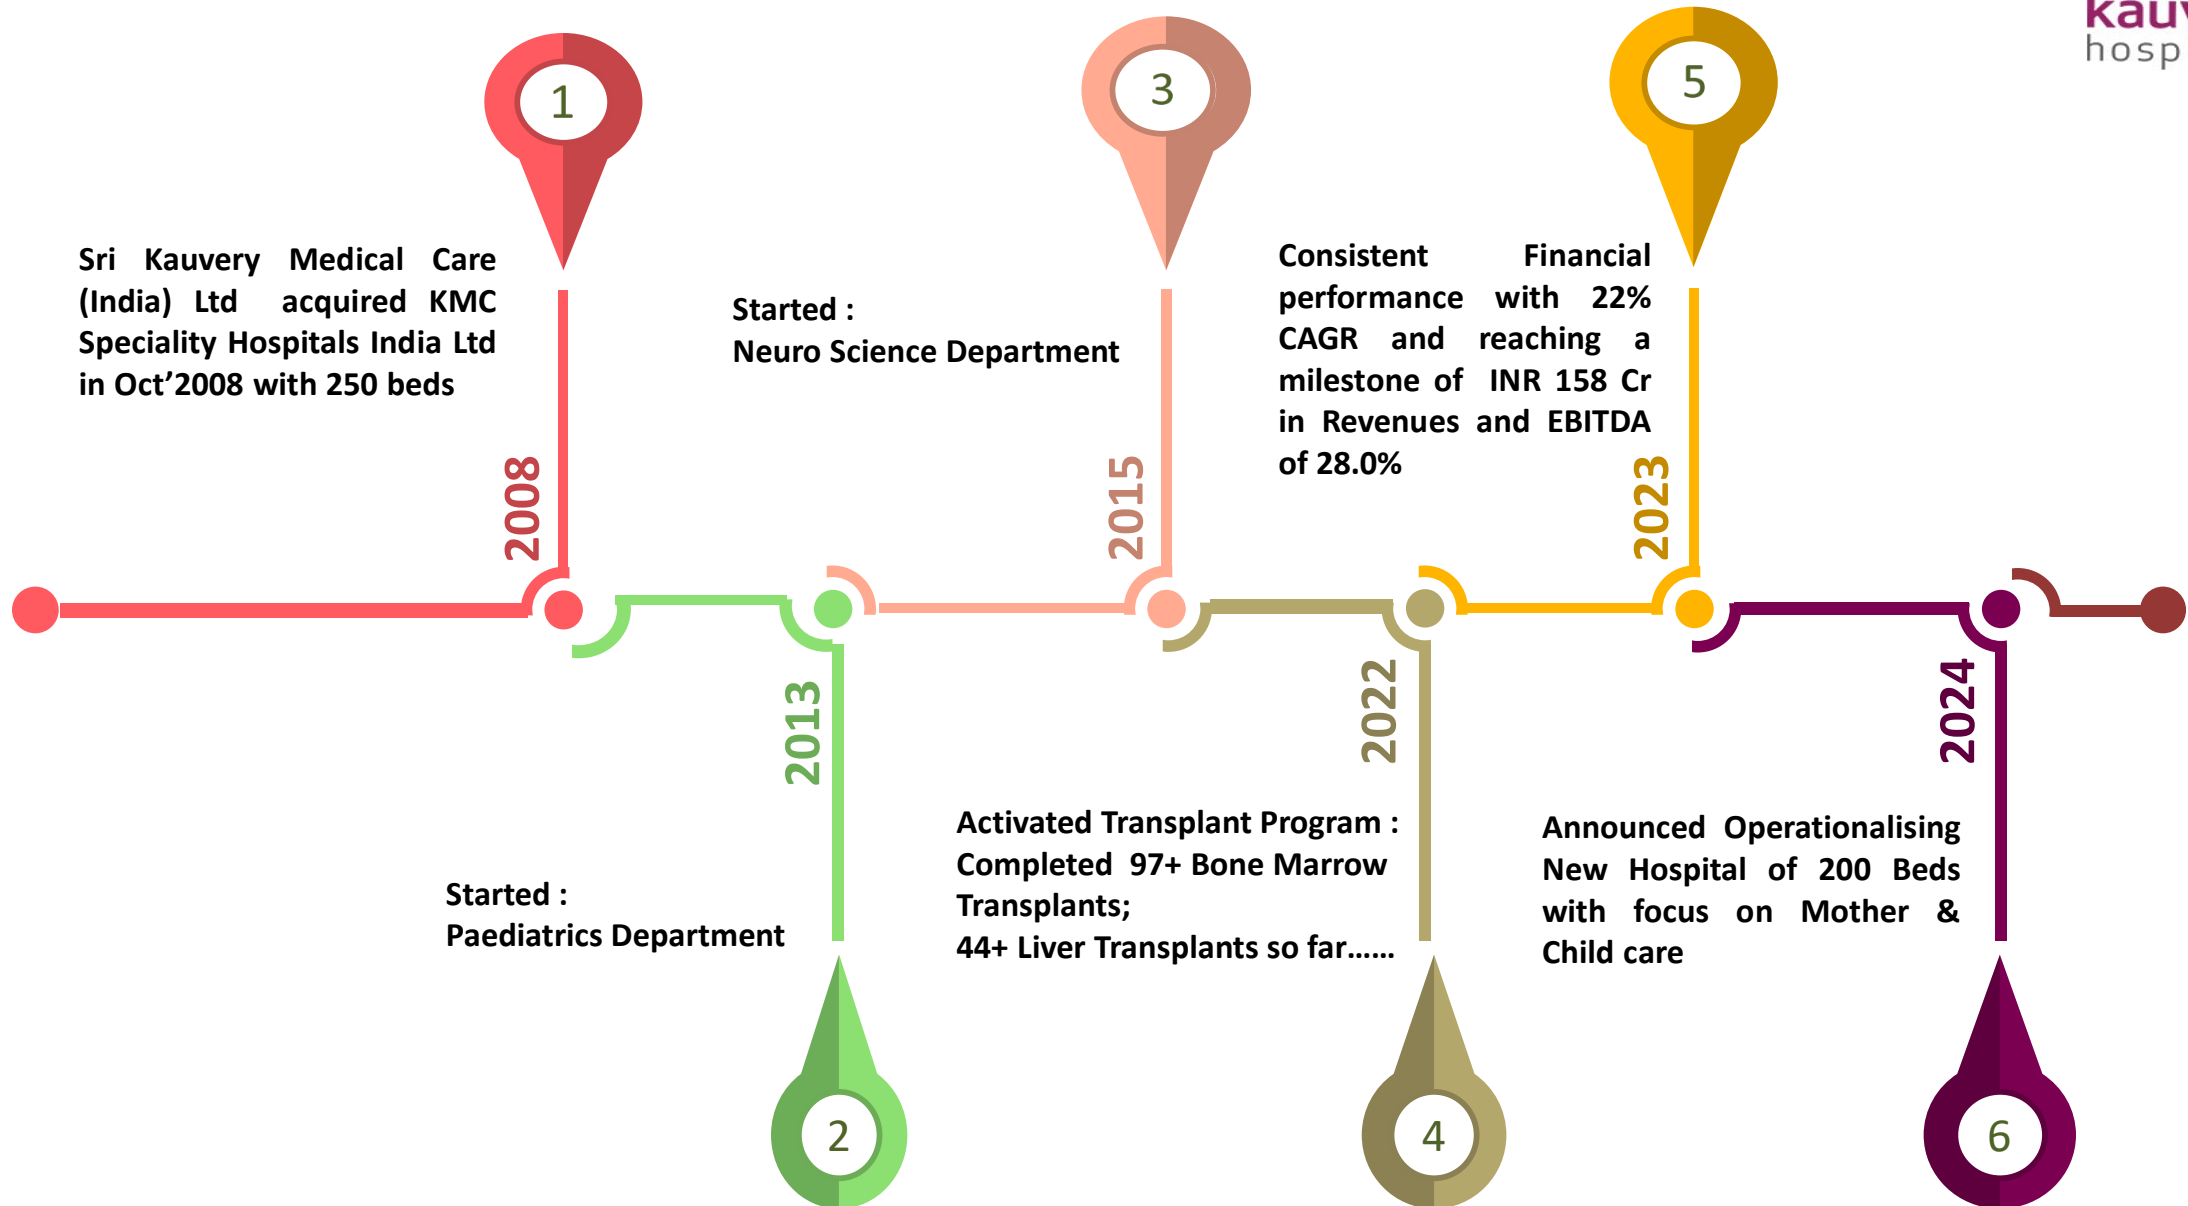 1
Sri Kauvery Medical Care
(India) Ltd acquired KMC
Speciality Hospitals India Ltd
in Oct’2008 with 250 beds
2008
2
Started :
Paediatrics Department
2013
3
Started :
Neuro Science Department
2015
4
Activated Transplant Program :
Completed 97+ Bone Marrow
Transplants;
44+ Liver Transplants so far......
2022
5
Consistent Financial
performance with 22%
CAGR and reaching a
milestone of INR 158 Cr
in Revenues and EBITDA
of 28.0%
2023
6
Announced Operationalising
New Hospital of 200 Beds
with focus on Mother &
Child care
2024